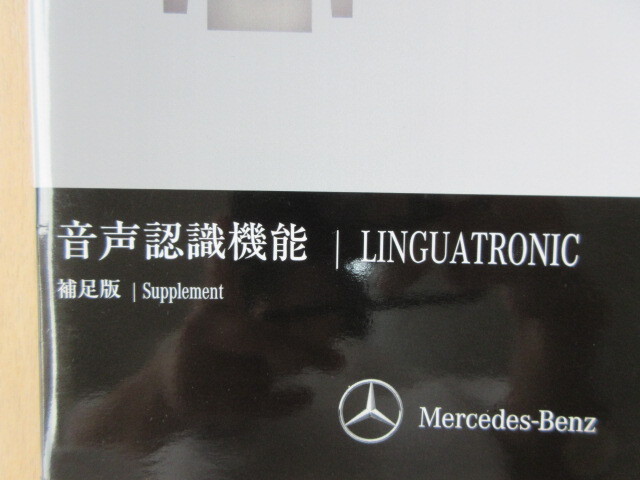 音声認識機能 | LINGUATRONIC
補足版 | Supplement
Mercedes-Benz